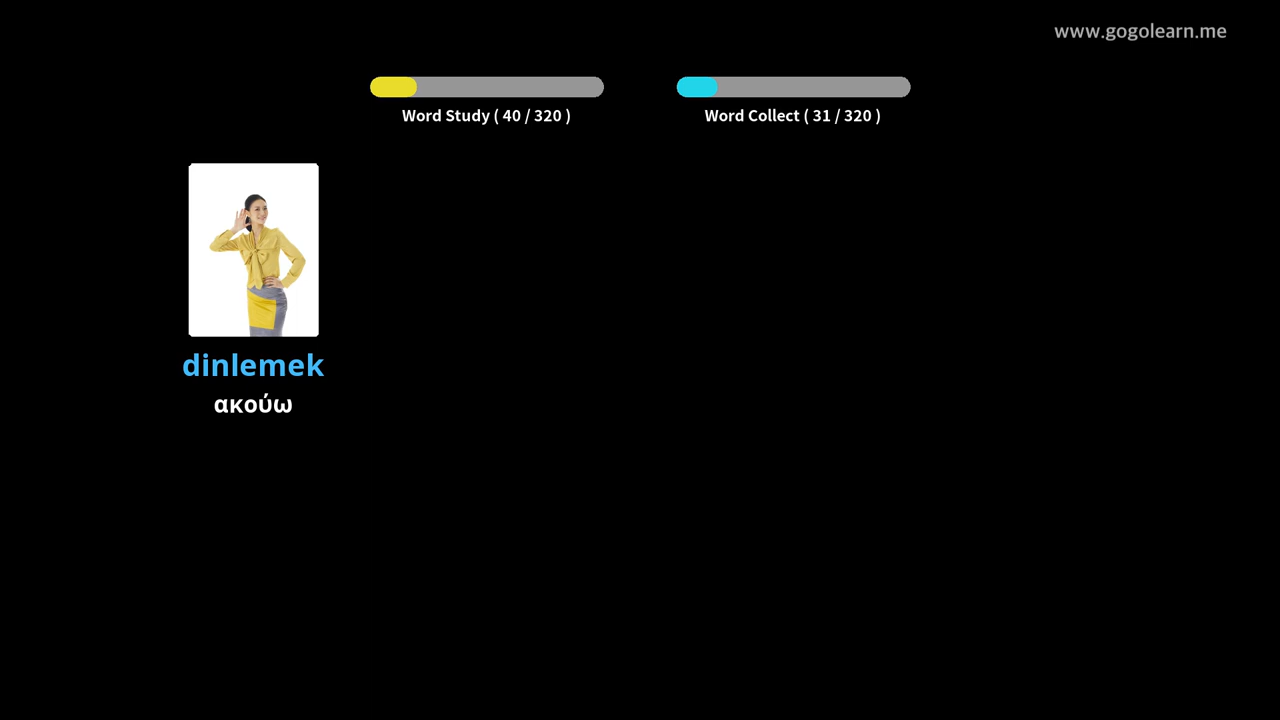 www.gogolearn.me
Word Study ( 40 / 320 )
Word Collect ( 31 / 320 )
dinlemek
ακούω